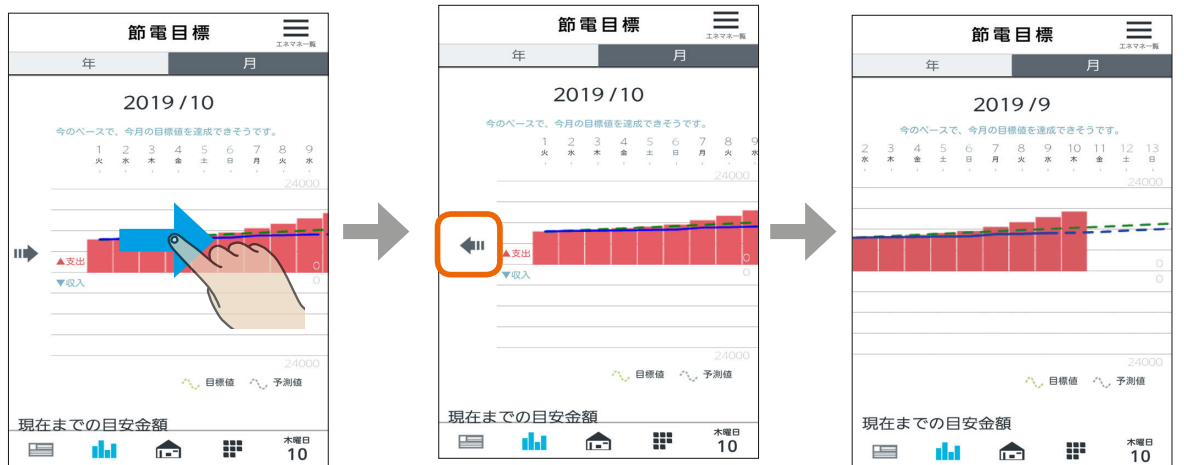 節電目標
エネマネ一覧
年 月
2019 /10
今のペースで、今月の目標値を達成できそうです。
1 2 3 4 5 6 7 8 9
火 水 木 金 土 日 月 火 水
24000
▲支出
0
▼収入
0
24000
目標値 予測値
現在までの目安金額
木曜日
10
節電目標
エネマネ一覧
年 月
2019 /10
今のペースで、今月の目標値を達成できそうです。
1 2 3 4 5 6 7 8 9
火 水 木 金 土 日 月 火 水
24000
▲支出
0
▼収入
0
24000
目標値 予測値
現在までの目安金額
木曜日
10
節電目標
エネマネ一覧
年 月
2019 /9
今のペースで、今月の目標値を達成できそうです。
2 3 4 5 6 7 8 9 10 11 12 13
水 木 金 土 日 月 火 水 木 金 土 日
24000
0
0
24000
目標値 予測値
現在までの目安金額
木曜日
10